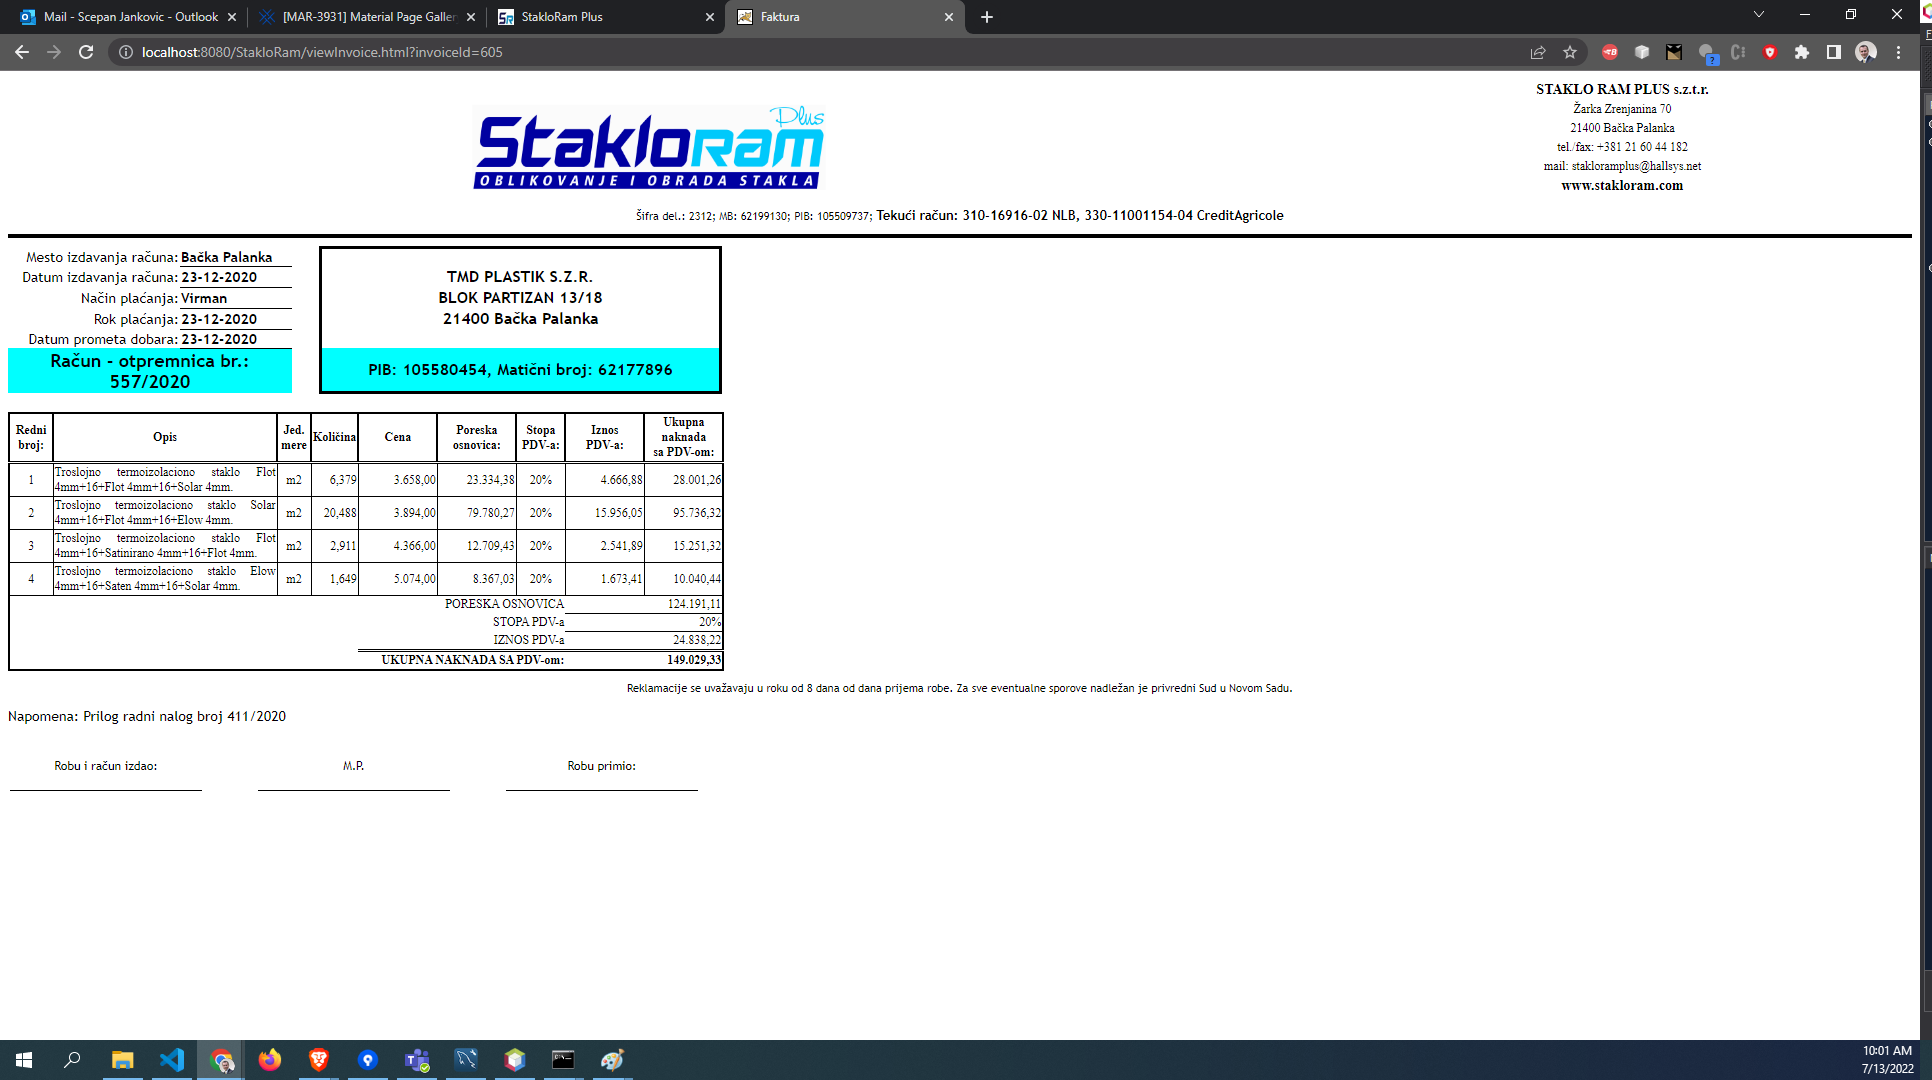 Mail - Scepan Jankovic - Outlook
[MAR-3931] Material Page Galler
StakloRam Plus
Faktura
localhost:8080/StakloRam/viewInvoice.html?invoiceId=605
STAKLO RAM PLUS s.z.t.r.
Žarka Zrenjanina 70
21400 Bačka Palanka
tel./fax: +381 21 60 44 182
mail: stakloramplus@hallsys.net
www.stakloram.com
Plus
Stakloram
OBLIKOVANJE I OBRADA STAKLA
Šifra del.: 2312; MB: 62199130; PIB: 105509737; Tekući račun: 310-16916-02 NLB, 330-11001154-04 CreditAgricole
Mesto izdavanja računa: Bačka Palanka
Datum izdavanja računa: 23-12-2020
Način plaćanja: Virman
Rok plaćanja: 23-12-2020
Datum prometa dobara: 23-12-2020
Račun - otpremnica br.:
557/2020
TMD PLASTIK S.Z.R.
BLOK PARTIZAN 13/18
21400 Bačka Palanka
PIB: 105580454, Matični broj: 62177896
Redni broj: Opis Jed. mere Količina Cena Poreska osnovica: Stopa PDV-a: Iznos PDV-a: Ukupna naknada sa PDV-om:
1 Troslojno termoizolaciono staklo Flot 4mm+16+Flot 4mm+16+Solar 4mm. m2 6,379 3.658,00 23.334,38 20% 4.666,88 28.001,26
2 Troslojno termoizolaciono staklo Solar 4mm+16+Flot 4mm+16+Elow 4mm. m2 20,488 3.894,00 79.780,27 20% 15.956,05 95.736,32
3 Troslojno termoizolaciono staklo Flot 4mm+16+Satinirano 4mm+16+Flot 4mm. m2 2,911 4.366,00 12.709,43 20% 2.541,89 15.251,32
4 Troslojno termoizolaciono staklo Elow 4mm+16+Saten 4mm+16+Solar 4mm. m2 1,649 5.074,00 8.367,03 20% 1.673,41 10.040,44
PORESKA OSNOVICA 124.191,11
STOPA PDV-a 20%
IZNOS PDV-a 24.838,22
UKUPNA NAKNADA SA PDV-om: 149.029,33
Reklamacije se uvažavaju u roku od 8 dana od dana prijema robe. Za sve eventualne sporove nadležan je privredni Sud u Novom Sadu.
Napomena: Prilog radni nalog broj 411/2020
Robu i račun izdao:
M.P.
Robu primio:
10:01 AM
7/13/2022